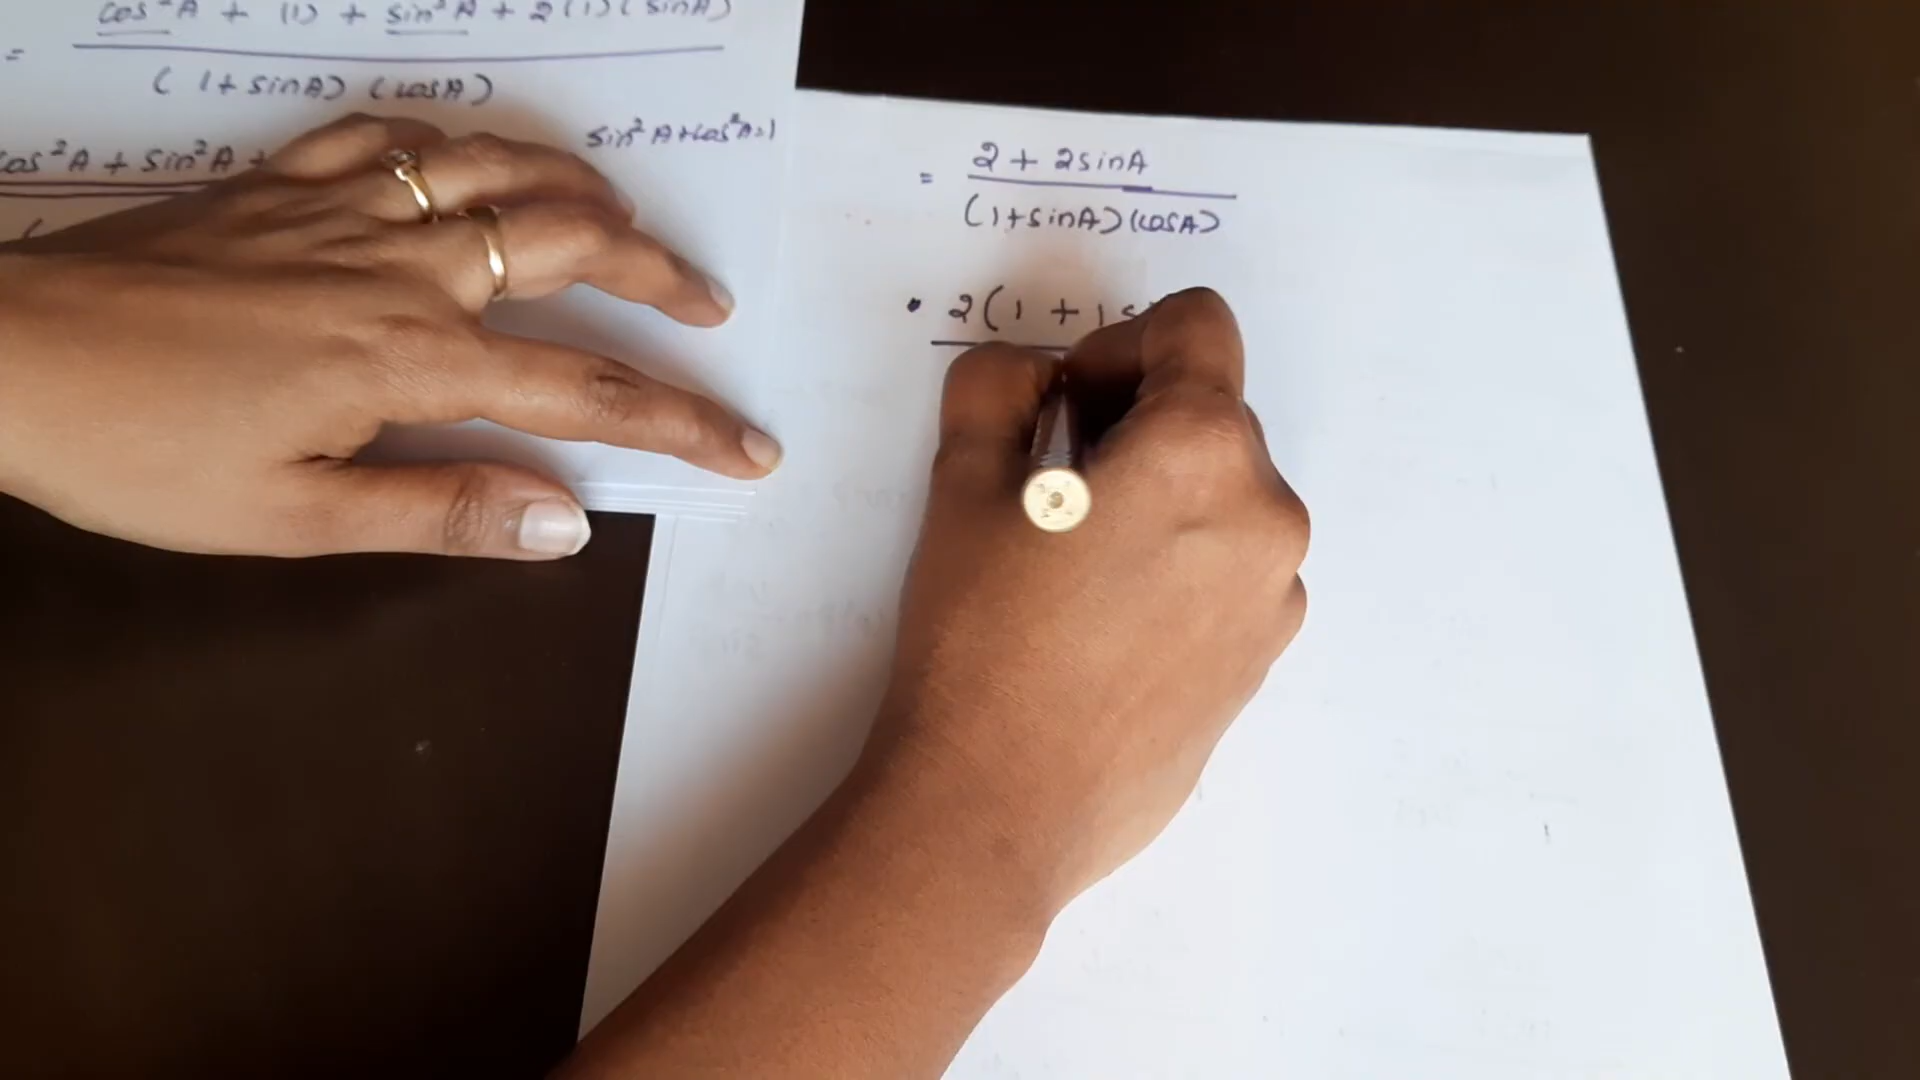 cos²A + (1) + sin²A + 2(1)(sinA)
=
(1+sinA) (cosA)
sin²A+cos²A=1
cos²A + sin²A +
(
= 2 + 2sinA
(1+sinA) (cosA)
2(1 + 1